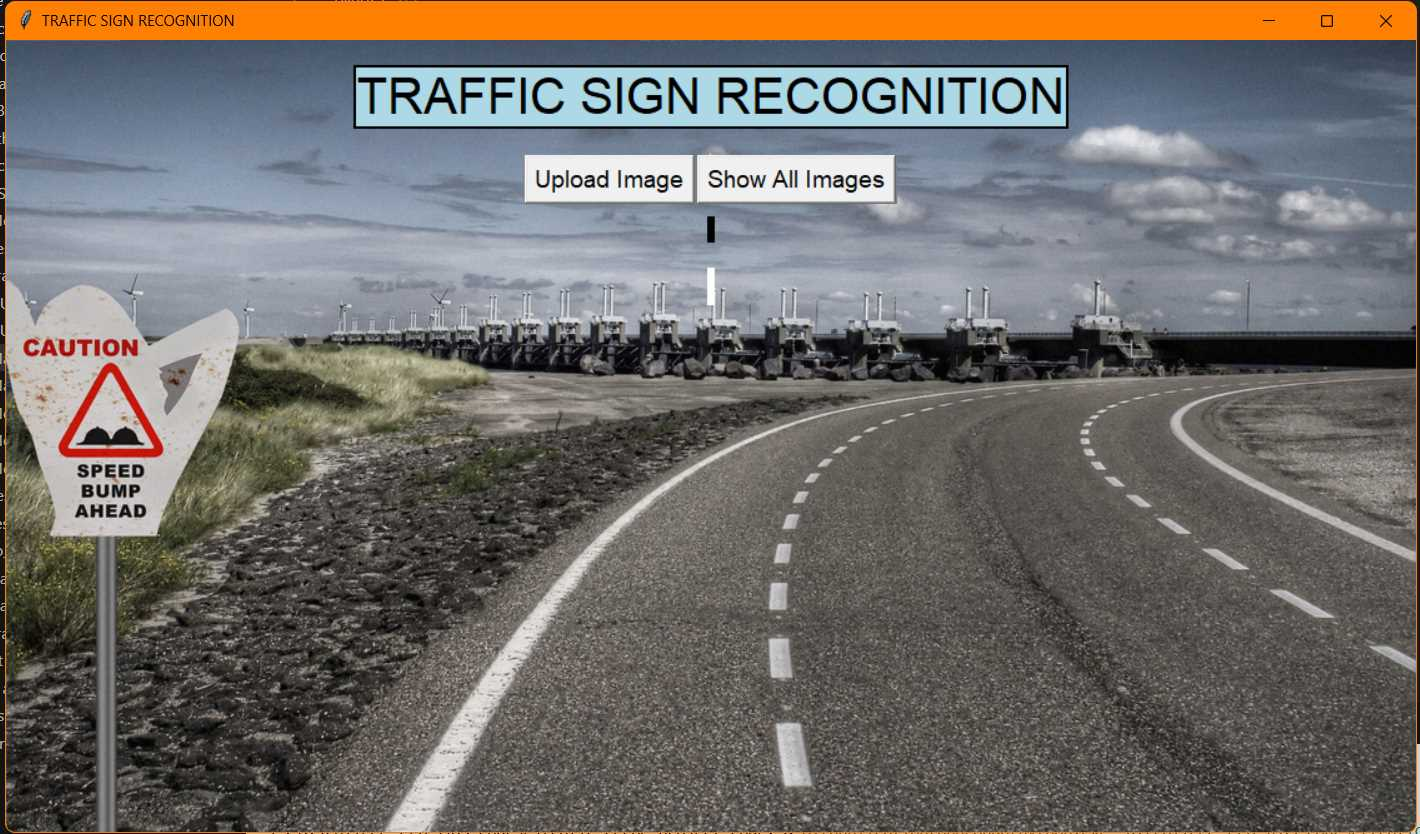 TRAFFIC SIGN RECOGNITION
TRAFFIC SIGN RECOGNITION
Upload Image Show All Images
CAUTION
SPEED
BUMP
AHEAD